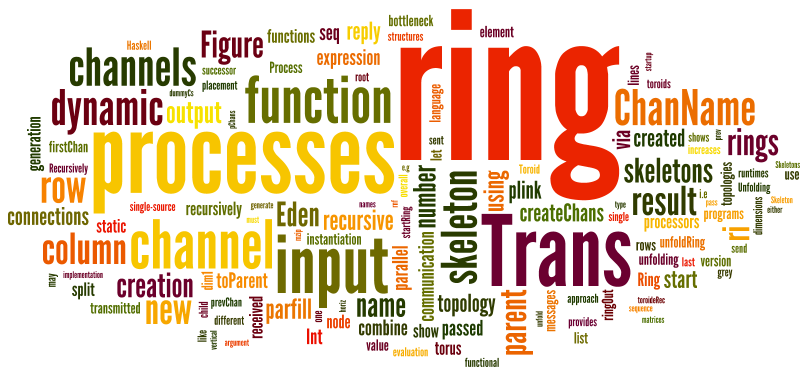 ring
processes
Trans
input
function
channel
skeleton
dynamic
channels
Figure
functions
seq
reply
bottleneck
structures
element
Haskell
successor
placement
dummyCs
Process
root
expression
language
output
pChans
generation
firstChan
Recursively
row
connections
single-source
static
column
recursively
generate
Eden
recursive
names
instantiation
creation
new
may
implementation
split
transmitted
dim1
toParent
prevChan
child
different
like
vertical
argument
received
parfill
Int
one
node
horiz
name
combine
value
show
evaluation
passed
torus
functional
topology
communication
parallel
startRing
mzip
number
overall
e.g
let
sent
using
plink
Toroid
createChans
parent
unfold
messages
approach
provides
list
ringOut
sequence
matrices
toroideRec
Ring
start
last
unfolding
unfoldRing
rows
version
grey
send
ri
programs
processors
result
single
type
i.e
pass
skeletons
topologies
dimensions
Unfolding
runtimes
either
Skeleton
use
Skeletons
rings
prev
increases
shows
created
via
ChanName
lines
toroids
startup